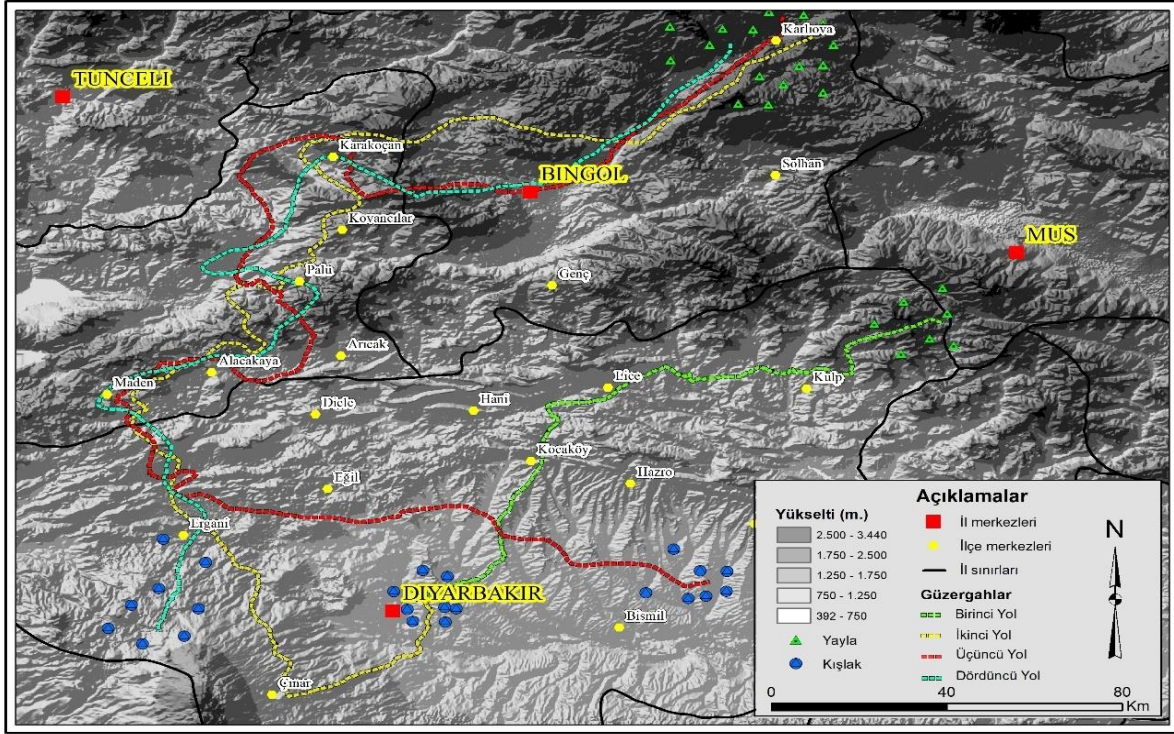 Karlıova
TUNCELİ
Karakoçan
Solhan
BINGOL
Kovancılar
MUS
Palu
Genç
Arıcak
Alacakaya
Maden
Lice
Kulp
Dicle
Hani
Kocaköy
Eğil
Hazro
Ergani
DIYARBAKIR
Bismil
Çınar
Açıklamalar
Yükselti (m.)
2.500 - 3.440
1.750 - 2.500
1.250 - 1.750
750 - 1.250
392 - 750
Yayla
Kışlak
İl merkezleri
İlçe merkezleri
İl sınırları
Güzergahlar
Birinci Yol
İkinci Yol
Üçüncü Yol
Dördüncü Yol
N
0 40 80
Km